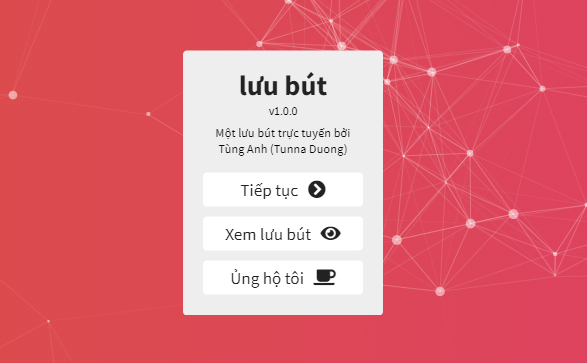 lưu bút
v1.0.0
Một lưu bút trực tuyến bởi
Tùng Anh (Tunna Duong)
Tiếp tục
Xem lưu bút
Ủng hộ tôi